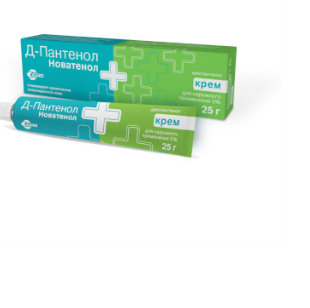 Д-Пантенол
Новатенол
декспантенол
крем
для наружного
применения 5%
25 г
Д-Пантенол
Новатенол
декспантенол
крем
для наружного
применения 5%
25 г